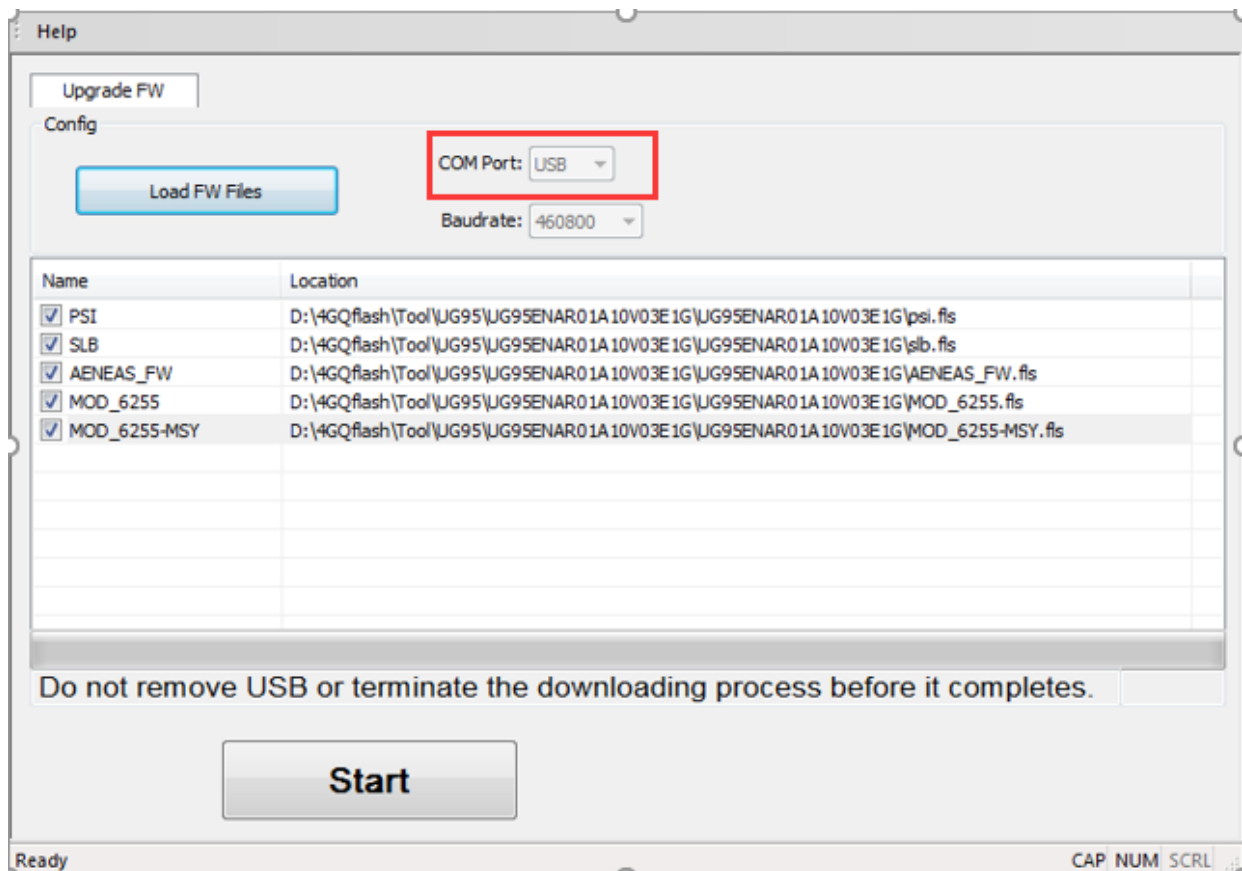 Help
Upgrade FW
Config
Load FW Files
COM Port: USB
Baudrate: 460800
Name Location
PSI D:\4GQflash\Tool\UG95\UG95ENAR01A10V03E1G\UG95ENAR01A10V03E1G\psi.fls
SLB D:\4GQflash\Tool\UG95\UG95ENAR01A10V03E1G\UG95ENAR01A10V03E1G\slb.fls
AENEAS_FW D:\4GQflash\Tool\UG95\UG95ENAR01A10V03E1G\UG95ENAR01A10V03E1G\AENEAS_FW.fls
MOD_6255 D:\4GQflash\Tool\UG95\UG95ENAR01A10V03E1G\UG95ENAR01A10V03E1G\MOD_6255.fls
MOD_6255-MSY D:\4GQflash\Tool\UG95\UG95ENAR01A10V03E1G\UG95ENAR01A10V03E1G\MOD_6255-MSY.fls
Do not remove USB or terminate the downloading process before it completes.
Start
Ready CAP NUM SCRL